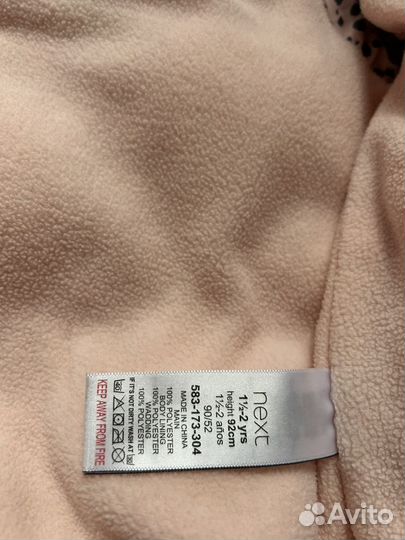 next
1½-2 yrs
height 92cm
1½-2 años
90/52
583-173-304
MADE IN CHINA
MAIN
100% POLYESTER
BODY LINING
100% POLYESTER
WADDING
100% POLYESTER
IF IT'S NOT DIRTY WASH AT 30
KEEP AWAY FROM FIRE
Avito